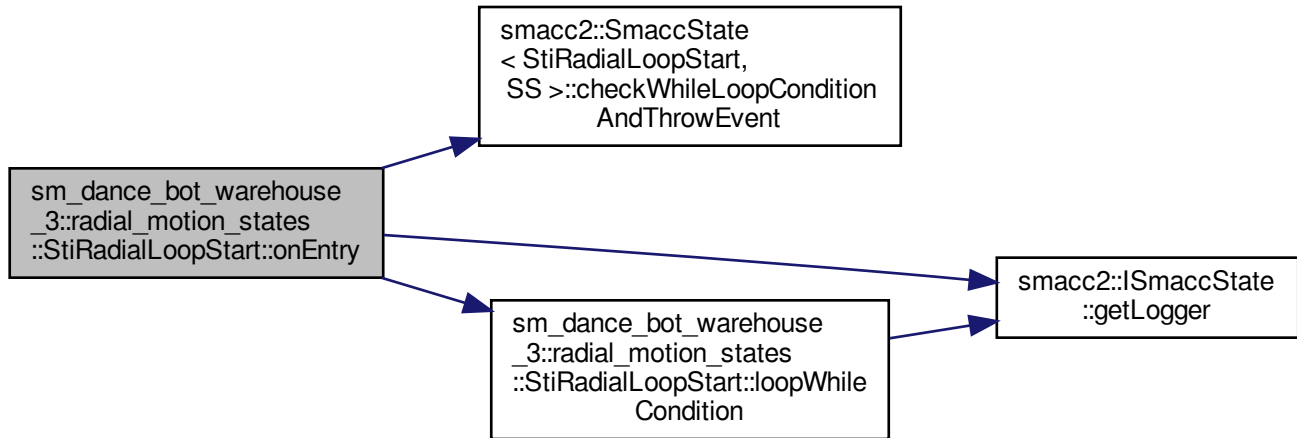 smacc2::SmaccState
< StiRadialLoopStart,
SS >::checkWhileLoopCondition
AndThrowEvent
sm_dance_bot_warehouse
_3::radial_motion_states
::StiRadialLoopStart::onEntry
smacc2::ISmaccState
::getLogger
sm_dance_bot_warehouse
_3::radial_motion_states
::StiRadialLoopStart::loopWhile
Condition